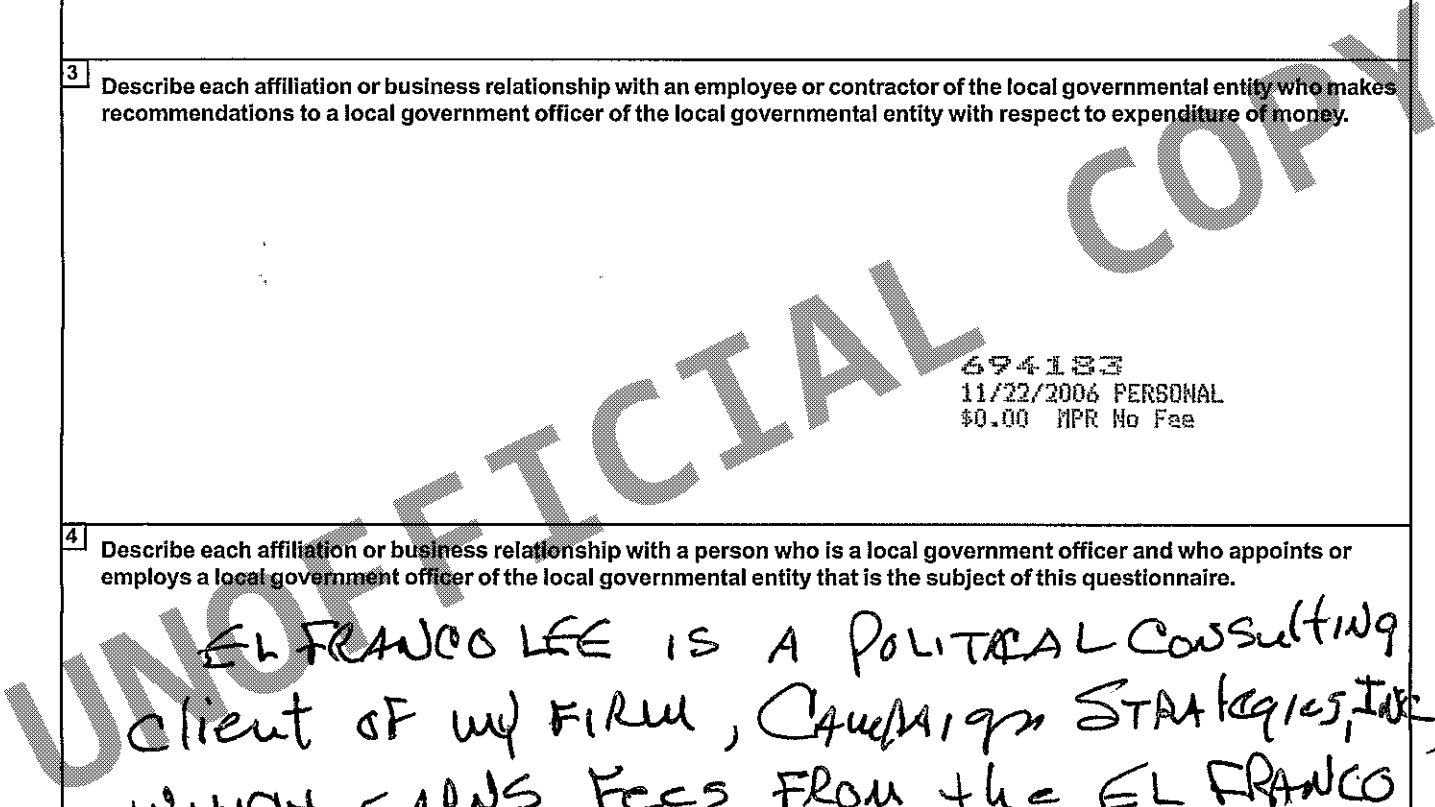 3
Describe each affiliation or business relationship with an employee or contractor of the local governmental entity who makes
recommendations to a local government officer of the local governmental entity with respect to expenditure of money.
UNOFFICIAL COPY
694183
11/22/2006 PERSONAL
$0.00 MPR No Fee
4
Describe each affiliation or business relationship with a person who is a local government officer and who appoints or
employs a local government officer of the local governmental entity that is the subject of this questionnaire.
EL FRANCO LEE IS A POLITICAL CONSulting
client OF my FIRM, CAMPAIgn STRAtegies, INC,
WHICH EARNS Fees FROM the EL FRANCO